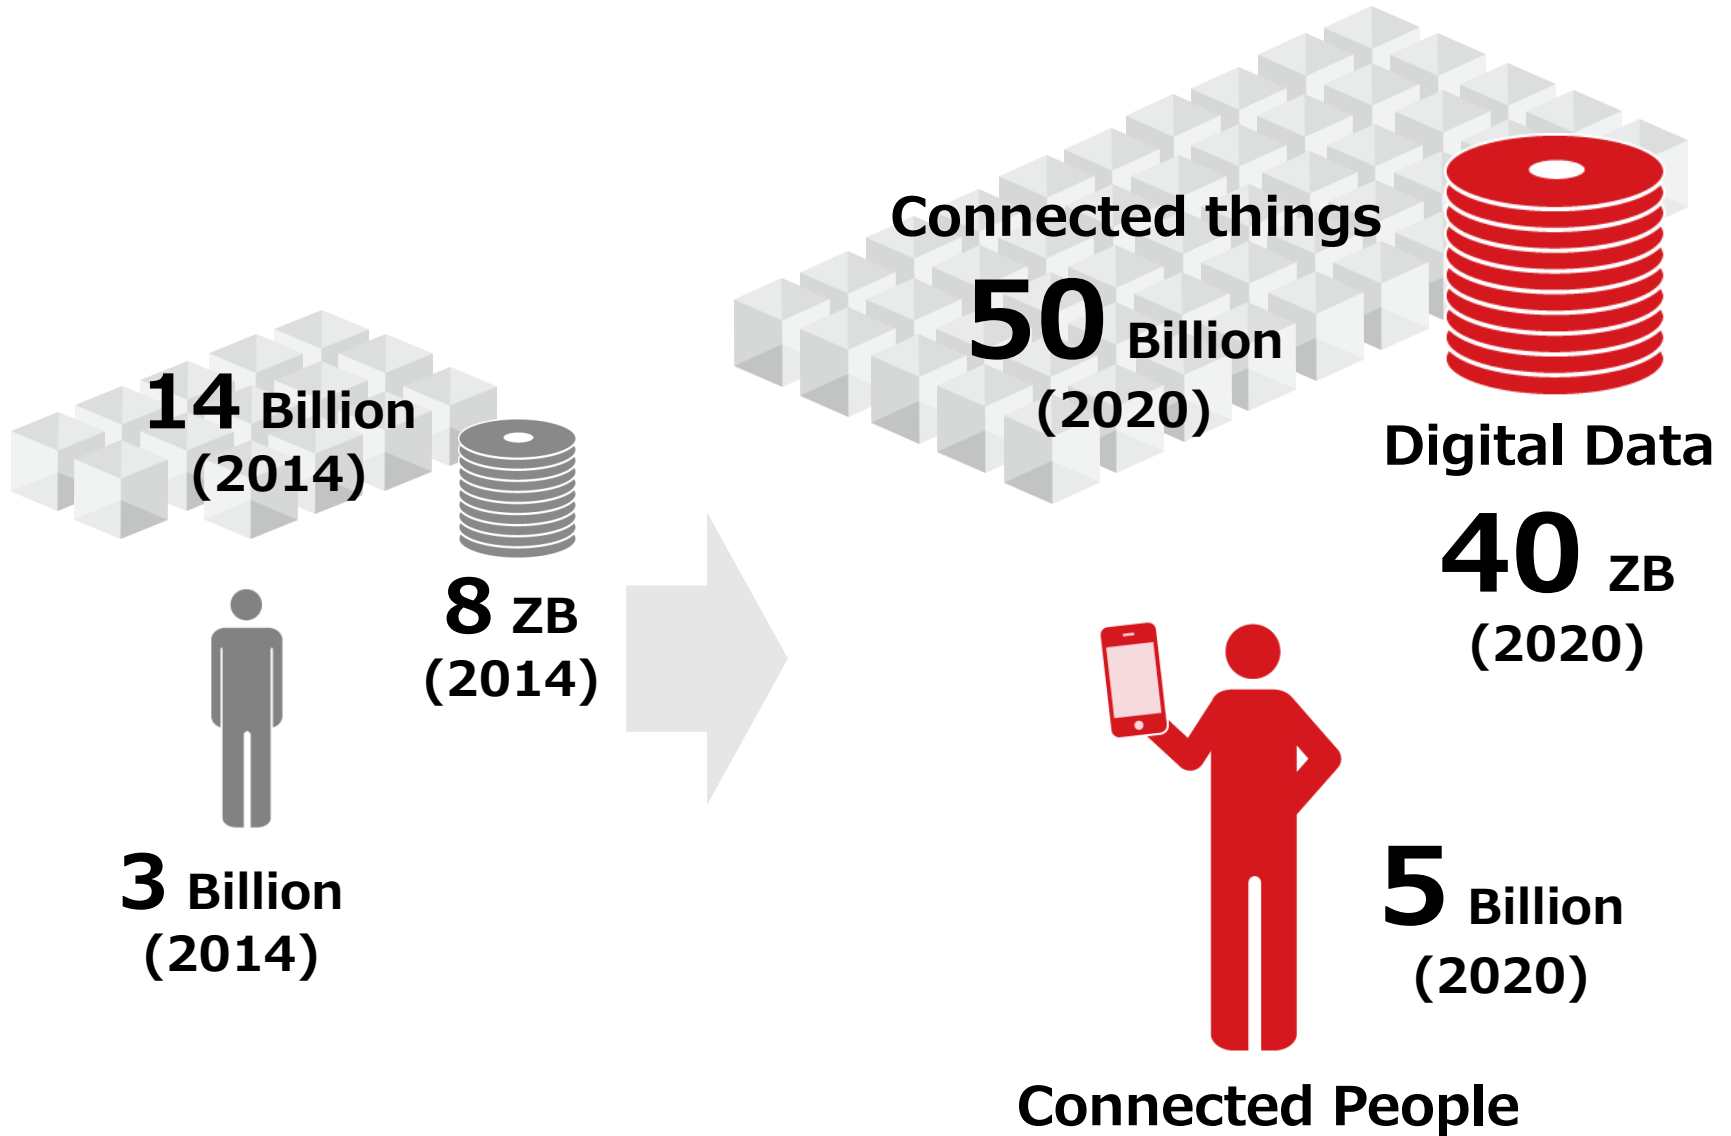 14 Billion
(2014)
8 ZB
(2014)
3 Billion
(2014)
Connected things
50 Billion
(2020)
Digital Data
40 ZB
(2020)
5 Billion
(2020)
Connected People